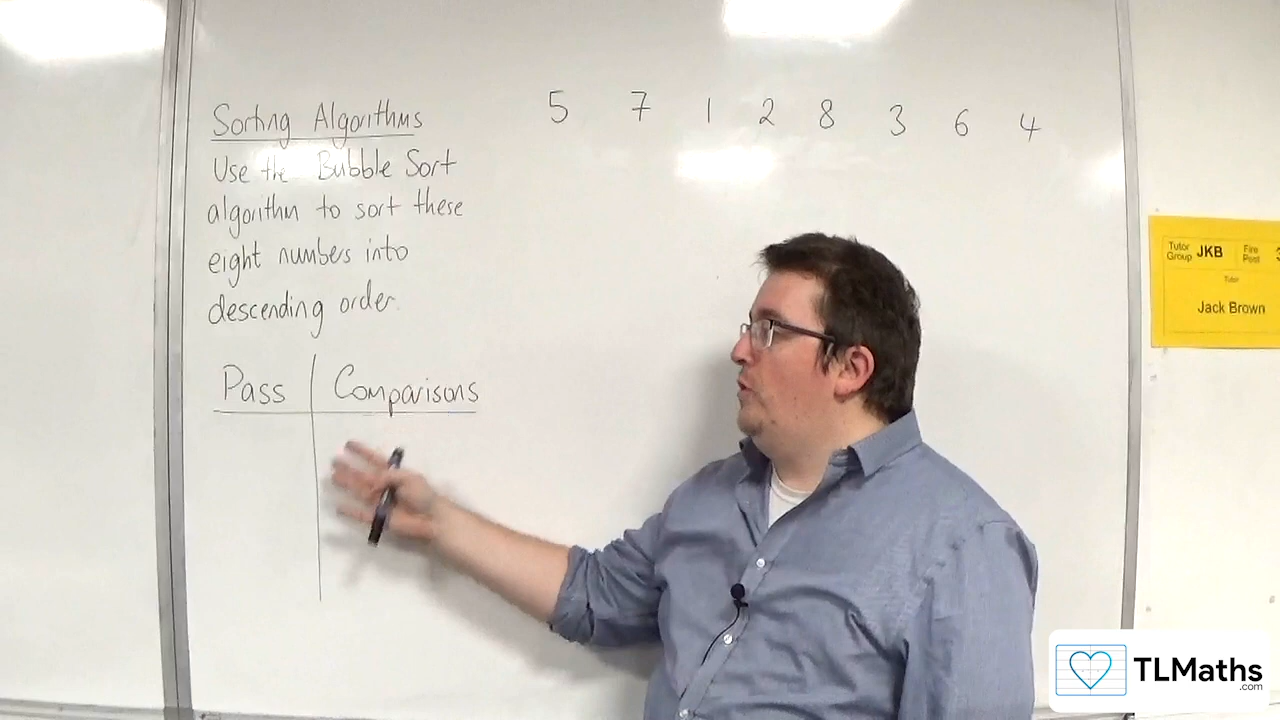 Sorting Algorithms
Use the Bubble Sort
algorithm to sort these
eight numbers into
descending order.
Pass Comparisons
5 7 1 2 8 3 6 4
Tutor Group JKB Fire Post
Tutor
Jack Brown
TLMaths
.com